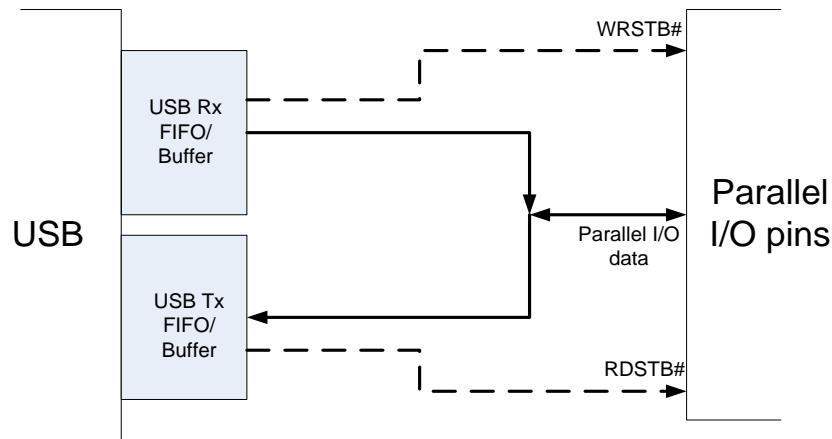 WRSTB#
USB Rx
FIFO/
Buffer
USB
Parallel
I/O pins
Parallel I/O
data
USB Tx
FIFO/
Buffer
RDSTB#